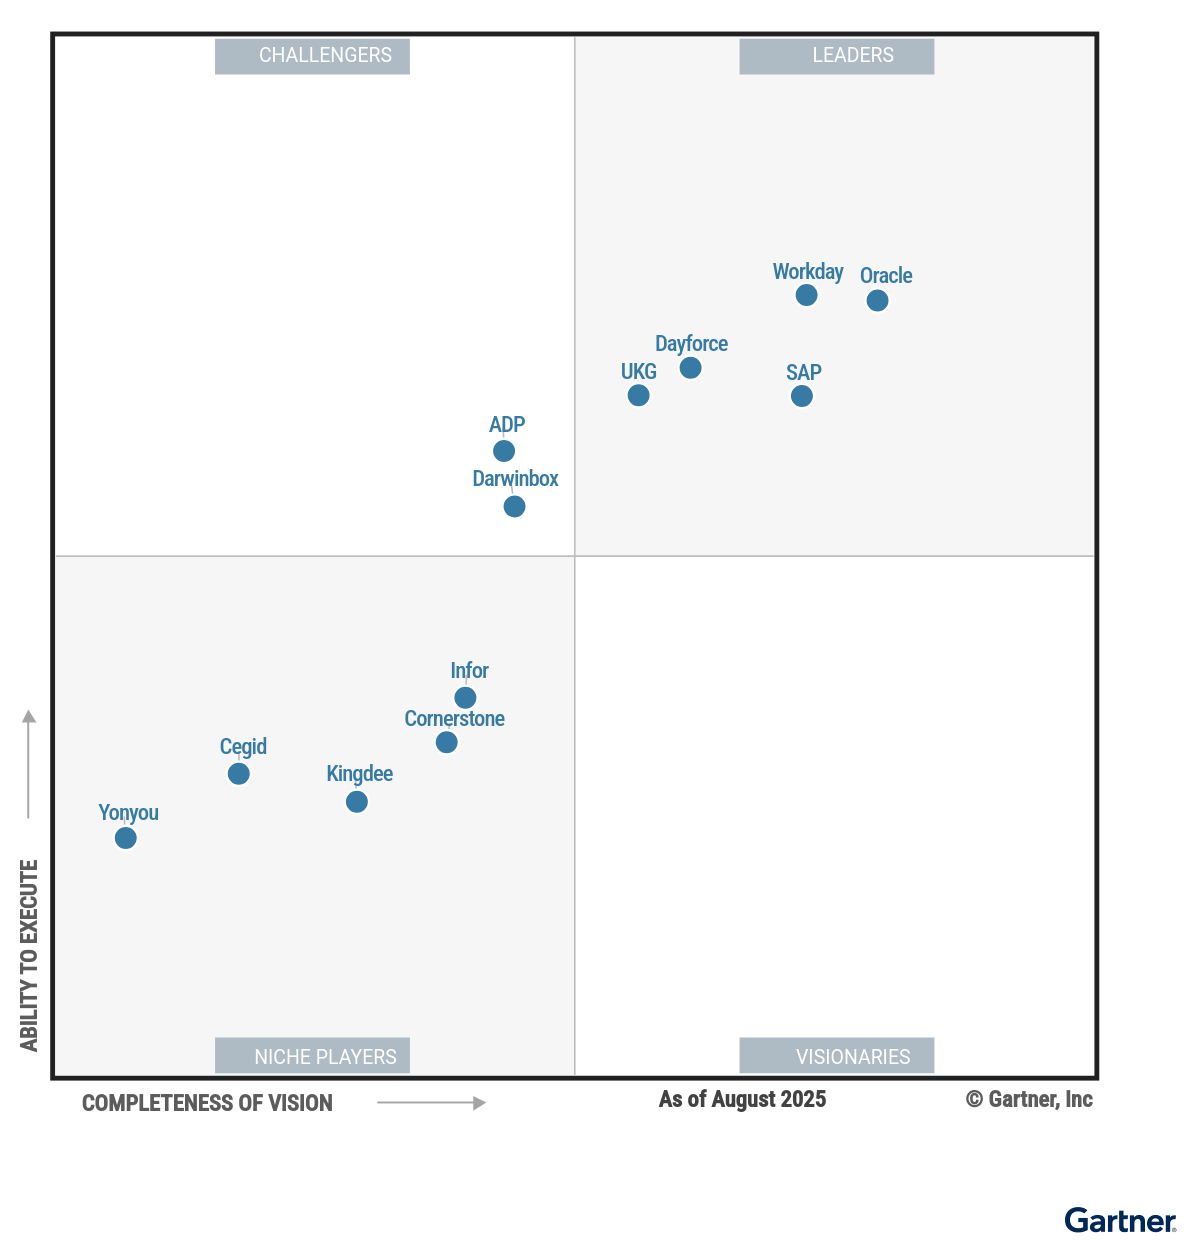 CHALLENGERS
LEADERS
Workday
Oracle
Dayforce
UKG
SAP
ADP
Darwinbox
Infor
Cornerstone
Cegid
Kingdee
Yonyou
ABILITY TO EXECUTE
NICHE PLAYERS
VISIONARIES
COMPLETENESS OF VISION
As of August 2025
© Gartner, Inc
Gartner®